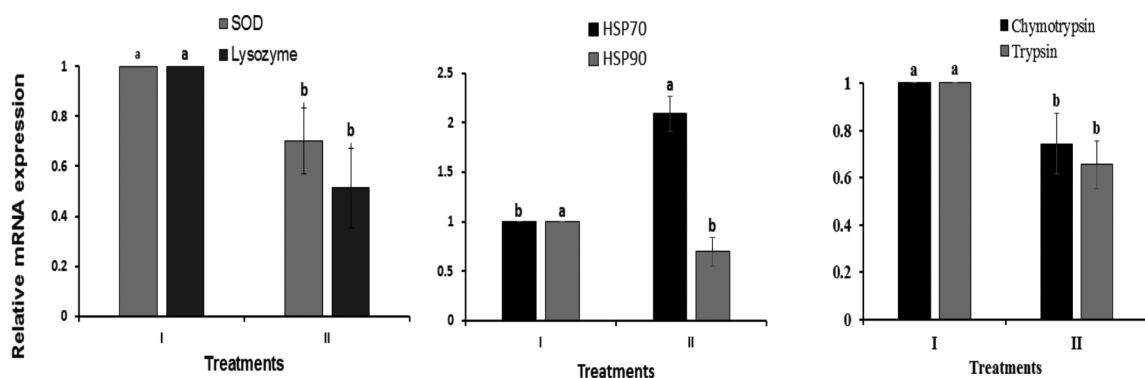 Relative mRNA expression
SOD
Lysozyme
a a
b
b
1
0.8
0.6
0.4
0.2
0
I II
Treatments
HSP70
HSP90
2.5
2
1.5
1
0.5
0
b a
a
b
I II
Treatments
Chymotrypsin
Trypsin
1
0.8
0.6
0.4
0.2
0
a a
b
b
I II
Treatments